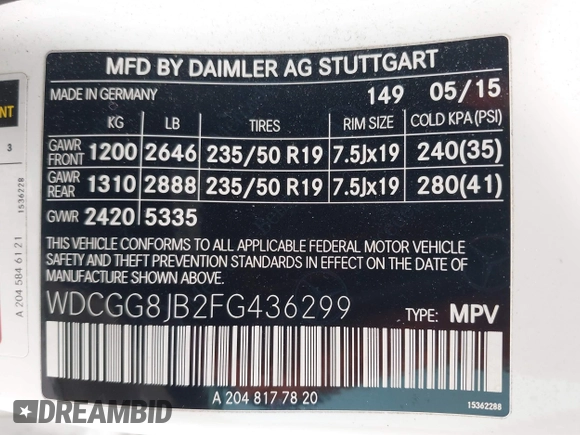 MFD BY DAIMLER AG STUTTGART
MADE IN GERMANY 149 05/15
KG LB TIRES RIM SIZE COLD KPA (PSI)
GAWR FRONT 1200 2646 235/50 R19 7.5Jx19 240(35)
GAWR REAR 1310 2888 235/50 R19 7.5Jx19 280(41)
GVWR 2420 5335
THIS VEHICLE CONFORMS TO ALL APPLICABLE FEDERAL MOTOR VEHICLE
SAFETY AND THEFT PREVENTION STANDARDS IN EFFECT ON THE DATE
OF MANUFACTURE SHOWN ABOVE
WDCGG8JB2FG436299 TYPE: MPV
A 204 817 78 20
15362288
3
1536228
A 204 584 61 21
DREAMBID